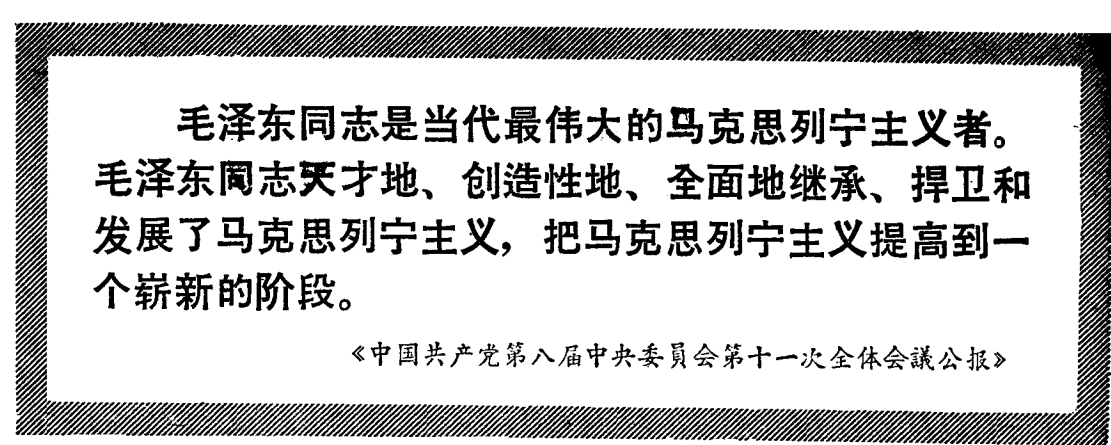 毛泽东同志是当代最伟大的马克思列宁主义者。
毛泽东同志天才地、创造性地、全面地继承、捍卫和
发展了马克思列宁主义，把马克思列宁主义提高到一
个崭新的阶段。
《中国共产党第八届中央委員会第十一次全体会議公报》